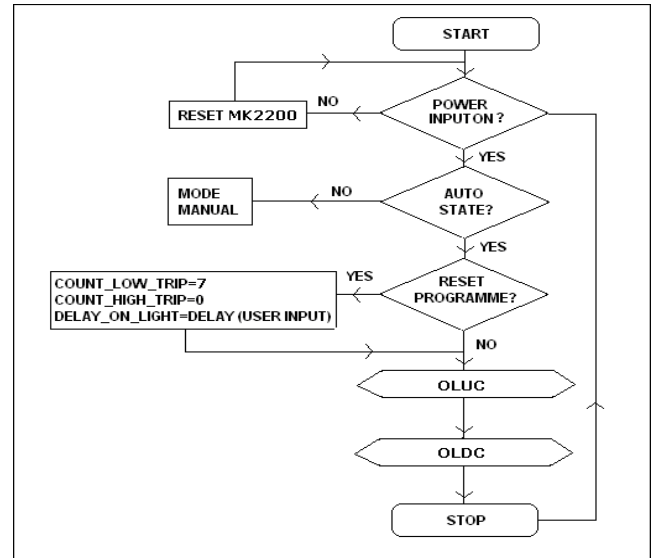 START
POWER
INPUT ON ?
NO
RESET MK2200
YES
AUTO
STATE?
NO
MODE
MANUAL
YES
RESET
PROGRAMME?
YES
COUNT_LOW_TRIP=7
COUNT_HIGH_TRIP=0
DELAY_ON_LIGHT=DELAY (USER INPUT)
NO
OLUC
OLDC
STOP